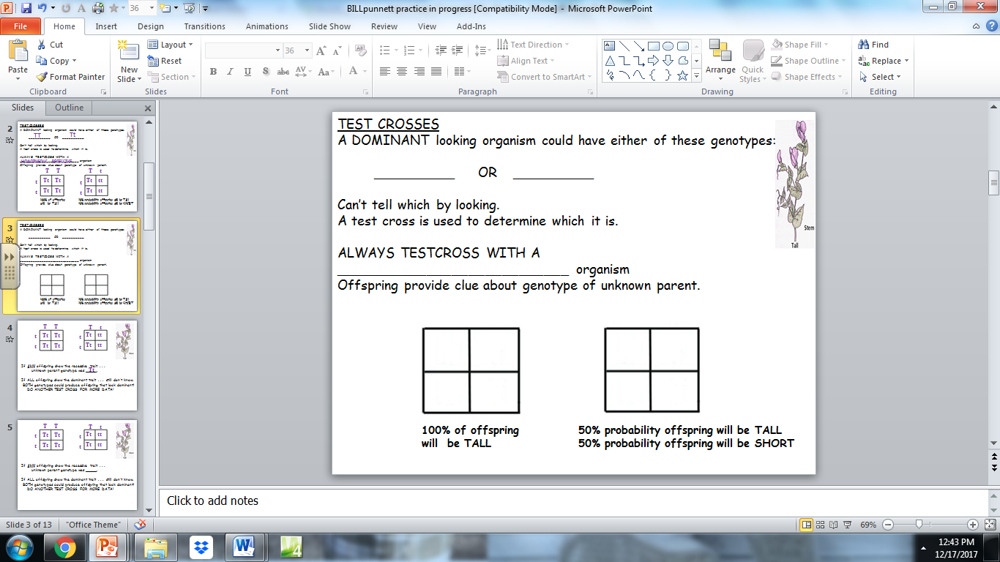 BILLpunnett practice in progress [Compatibility Mode] - Microsoft PowerPoint
36
File Home Insert Design Transitions Animations Slide Show Review View Add-Ins
Paste
Cut
Copy
Format Painter
Clipboard
New Slide
Layout
Reset
Section
Slides
36
B I U S abc AV Aa A
Font
Text Direction
Align Text
Convert to SmartArt
Paragraph
Arrange
Quick Styles
Shape Fill
Shape Outline
Shape Effects
Drawing
Find
Replace
Select
Editing
Slides Outline
2
TEST CROSSES
A DOMINANT looking organism could have either of these genotypes:
TT OR Tt
Can't tell which by looking.
A test cross is used to determine which it is.
ALWAYS TESTCROSS WITH A
HOMOZYGOUS RECESSIVE organism
Offspring provide clue about genotype of unknown parent.
T T T t
t Tt Tt t Tt tt
t Tt Tt t Tt tt
100% of offspring
will be TALL
50% probability offspring will be TALL
50% probability offspring will be SHORT
3
TEST CROSSES
A DOMINANT looking organism could have either of these genotypes:
__________ OR __________
Can't tell which by looking.
A test cross is used to determine which it is.
ALWAYS TESTCROSS WITH A
____________________________ organism
Offspring provide clue about genotype of unknown parent.
100% of offspring
will be TALL
50% probability offspring will be TALL
50% probability offspring will be SHORT
4
T T T t
t Tt Tt t Tt tt
t Tt Tt t Tt tt
If ANY offspring show the recessive trait . . .
unknown parent genotype was Tt.
If ALL offspring show the dominant trait . . . still don't know.
BOTH genotypes could produce offspring that look dominant!
DO ANOTHER TEST CROSS FOR MORE DATA!
5
T T T t
t Tt Tt t Tt tt
t Tt Tt t Tt tt
If ANY offspring show the recessive trait . . .
unknown parent genotype was ____.
If ALL offspring show the dominant trait . . . still don't know.
BOTH genotypes could produce offspring that look dominant!
DO ANOTHER TEST CROSS FOR MORE DATA!
TEST CROSSES
A DOMINANT looking organism could have either of these genotypes:
___________ OR ___________
Can't tell which by looking.
A test cross is used to determine which it is.
ALWAYS TESTCROSS WITH A
________________________________ organism
Offspring provide clue about genotype of unknown parent.
Stem
Tall
100% of offspring
will be TALL
50% probability offspring will be TALL
50% probability offspring will be SHORT
Click to add notes
Slide 3 of 13 "Office Theme" 69%
12:43 PM
12/17/2017